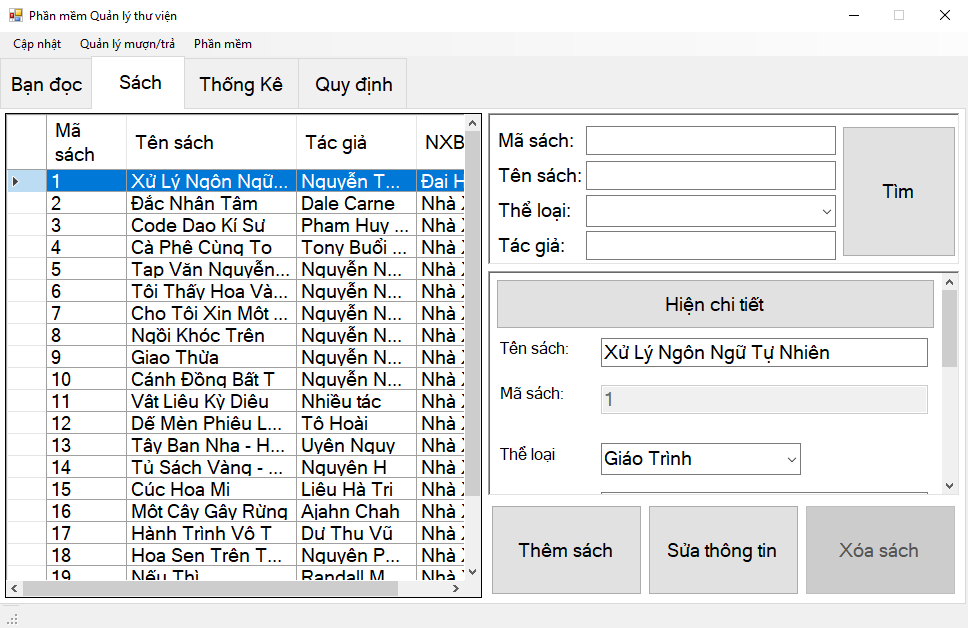 Phần mềm Quản lý thư viện
Cập nhật Quản lý mượn/trả Phần mềm
Bạn đọc Sách Thống Kê Quy định
Mã sách Tên sách Tác giả NXB
1 Xử Lý Ngôn Ngữ... Nguyễn T... Đại H
2 Đắc Nhân Tâm Dale Carne Nhà
3 Code Dạo Kí Sự Phạm Huy ... Nhà
4 Cà Phê Cùng To Tony Buổi ... Nhà
5 Tạp Văn Nguyễn... Nguyễn N... Nhà
6 Tôi Thấy Hoa Và... Nguyễn N... Nhà
7 Cho Tôi Xin Một ... Nguyễn N... Nhà
8 Ngồi Khóc Trên Nguyễn N... Nhà
9 Giao Thừa Nguyễn N... Nhà
10 Cánh Đồng Bất T Nguyễn N... Nhà
11 Vật Liệu Kỳ Diệu Nhiều tác Nhà
12 Dế Mèn Phiêu L... Tô Hoài Nhà
13 Tây Ban Nha - H... Uyên Nguy Nhà
14 Tủ Sách Vàng - ... Nguyên H Nhà
15 Cúc Hoa Mi Liêu Hà Tri Nhà
16 Một Cây Gây Rừng Ajahn Chah Nhà
17 Hành Trình Vô T Dư Thu Vũ Nhà
18 Hoa Sen Trên T... Nguyên P... Nhà
19 Nếu Thì Randall M Nhà
Mã sách:
Tên sách:
Thể loại:
Tác giả:
Tìm
Hiện chi tiết
Tên sách: Xử Lý Ngôn Ngữ Tự Nhiên
Mã sách: 1
Thể loại Giáo Trình
Thêm sách Sửa thông tin Xóa sách